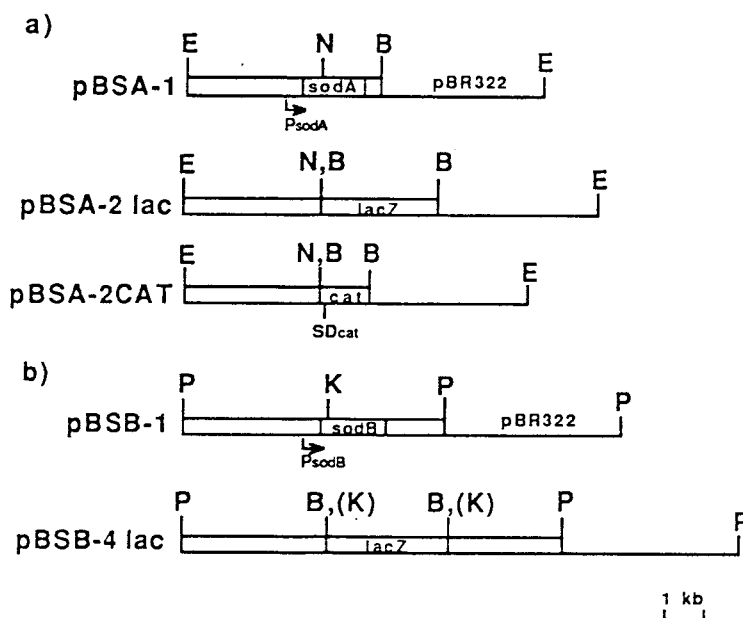 a)
E N B E
pBSA-1 sodA pBR322
PsodA
E N,B B E
pBSA-2 lac lacZ
E N,B B E
pBSA-2CAT cat
SDcat
b)
P K P P
pBSB-1 sodB pBR322
PsodB
P B,(K) B,(K) P P
pBSB-4 lac lacZ
1 kb